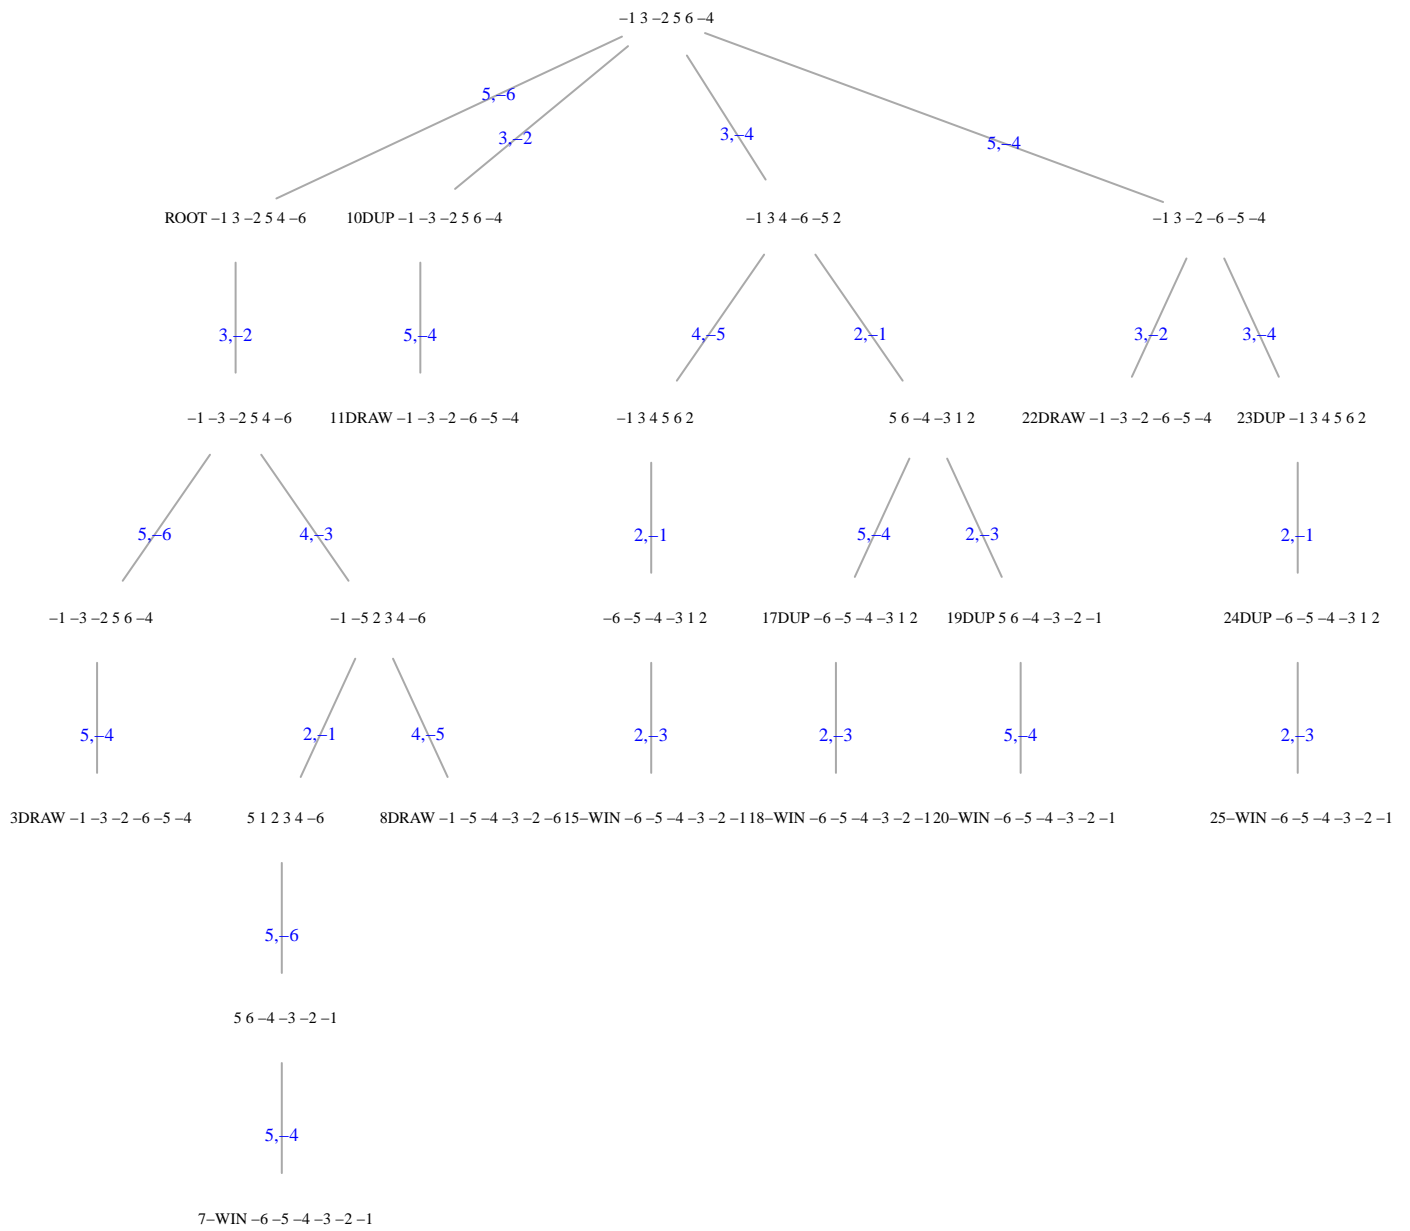 –1 3 –2 5 6 –4
5,–6
3,–2
3,–4
5,–4
ROOT –1 3 –2 5 4 –6
10DUP –1 –3 –2 5 6 –4
–1 3 4 –6 –5 2
–1 3 –2 –6 –5 –4
3,–2
5,–4
4,–5
2,–1
3,–2
3,–4
–1 –3 –2 5 4 –6
11DRAW –1 –3 –2 –6 –5 –4
–1 3 4 5 6 2
5 6 –4 –3 1 2
22DRAW –1 –3 –2 –6 –5 –4
23DUP –1 3 4 5 6 2
5,–6
4,–3
2,–1
5,–4
2,–3
2,–1
–1 –3 –2 5 6 –4
–1 –5 2 3 4 –6
–6 –5 –4 –3 1 2
17DUP –6 –5 –4 –3 1 2
19DUP 5 6 –4 –3 –2 –1
24DUP –6 –5 –4 –3 1 2
5,–4
2,–1
4,–5
2,–3
2,–3
5,–4
2,–3
3DRAW –1 –3 –2 –6 –5 –4
5 1 2 3 4 –6
8DRAW –1 –5 –4 –3 –2 –6
15–WIN –6 –5 –4 –3 –2 –1
18–WIN –6 –5 –4 –3 –2 –1
20–WIN –6 –5 –4 –3 –2 –1
25–WIN –6 –5 –4 –3 –2 –1
5,–6
5 6 –4 –3 –2 –1
5,–4
7–WIN –6 –5 –4 –3 –2 –1